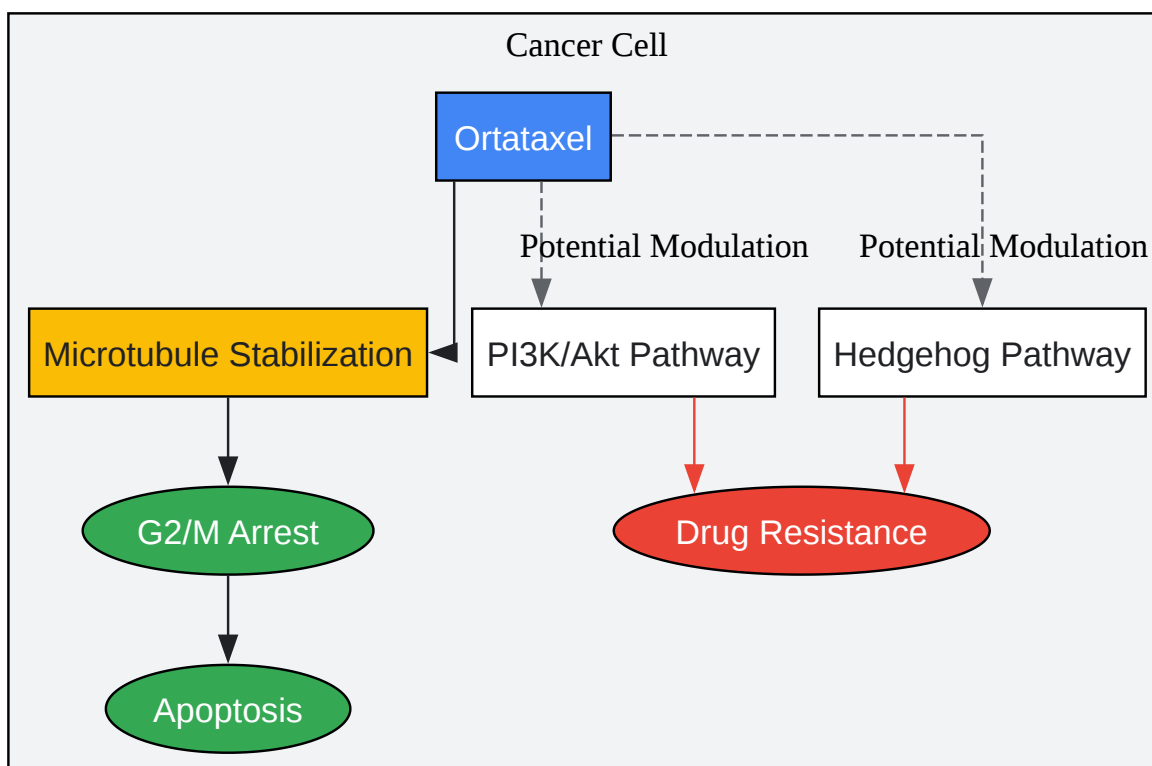 Cancer Cell
Ortataxel
Potential Modulation
Potential Modulation
Microtubule Stabilization
PI3K/Akt Pathway
Hedgehog Pathway
G2/M Arrest
Drug Resistance
Apoptosis